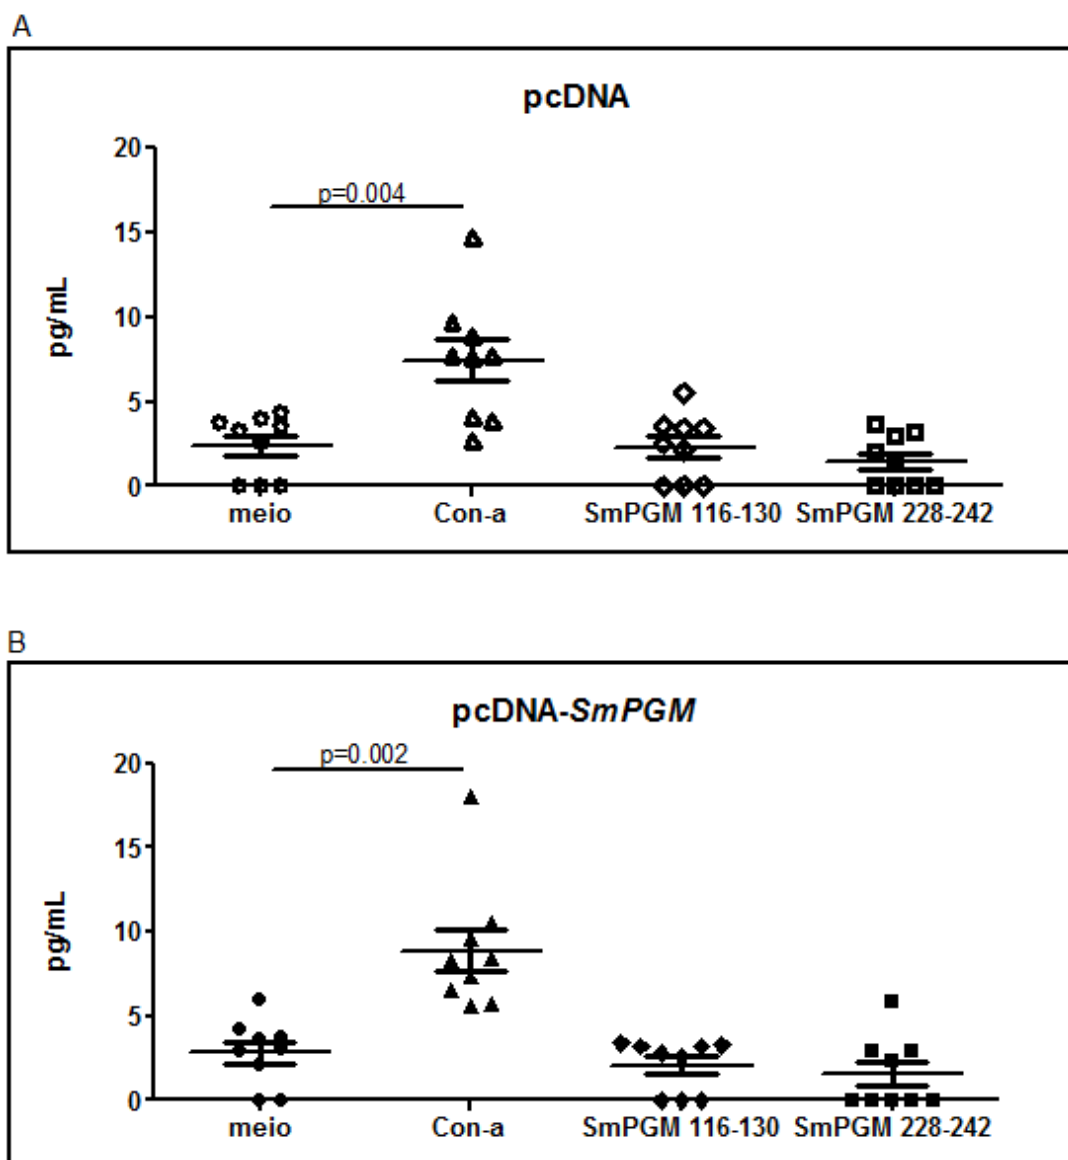 A
pcDNA
20
p=0.004
15
pg/mL
10
5
0
meio Con-a SmPGM 116-130 SmPGM 228-242
B
pcDNA-SmPGM
20
p=0.002
15
pg/mL
10
5
0
meio Con-a SmPGM 116-130 SmPGM 228-242